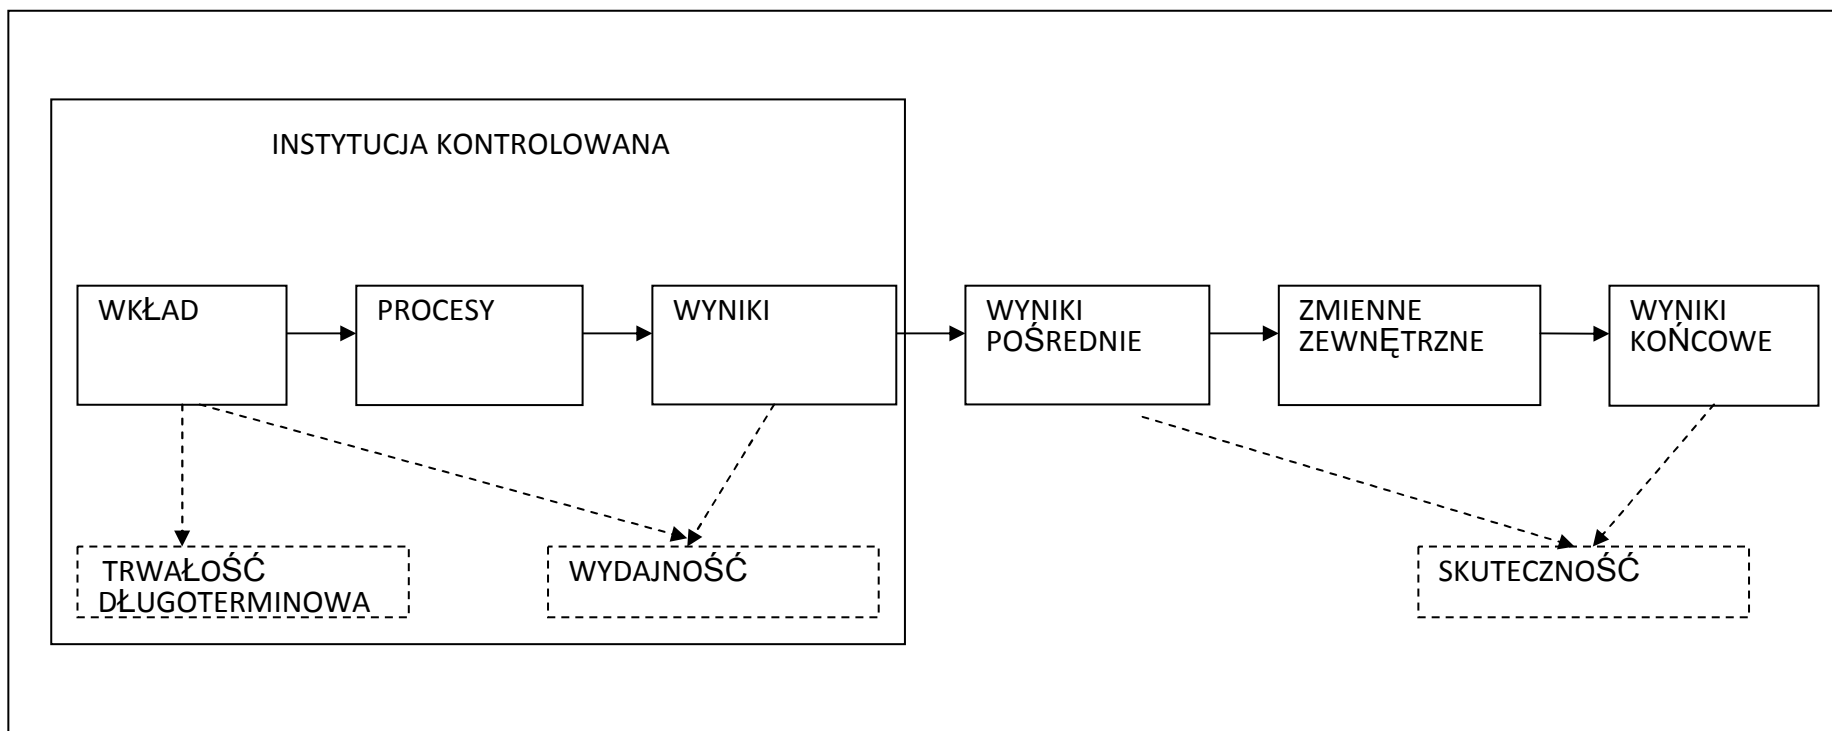 INSTYTUCJA KONTROLOWANA
WKŁAD
PROCESY
WYNIKI
WYNIKI
POŚREDNIE
ZMIENNE
ZEWNĘTRZNE
WYNIKI
KOŃCOWE
TRWAŁOŚĆ
DŁUGOTERMINOWA
WYDAJNOŚĆ
SKUTECZNOŚĆ